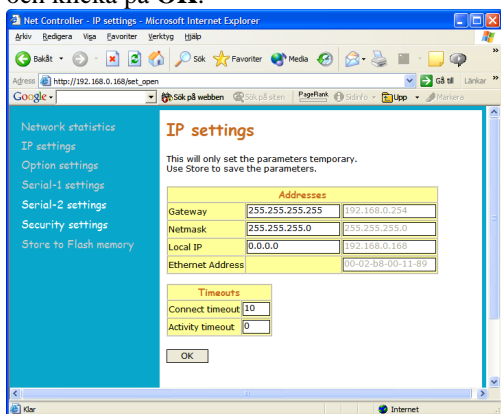 och klicka på OK.
Net Controller - IP settings - Microsoft Internet Explorer
Arkiv Redigera Visa Favoriter Verktyg Hjälp
Bakåt Sök Favoriter Media
Adress http://192.168.0.168/set_open Gå till Länkar
Google Sök på webben Sök på siten PageRank Sidinfo Upp Markera
Network statistics
IP settings
Option settings
Serial-1 settings
Serial-2 settings
Security settings
Store to Flash memory
IP settings
This will only set the parameters temporary.
Use Store to save the parameters.
Addresses
Gateway 255.255.255.255 192.168.0.254
Netmask 255.255.255.0 255.255.255.0
Local IP 0.0.0.0 192.168.0.168
Ethernet Address 00-02-b8-00-11-89
Timeouts
Connect timeout 10
Activity timeout 0
OK
Klar Internet